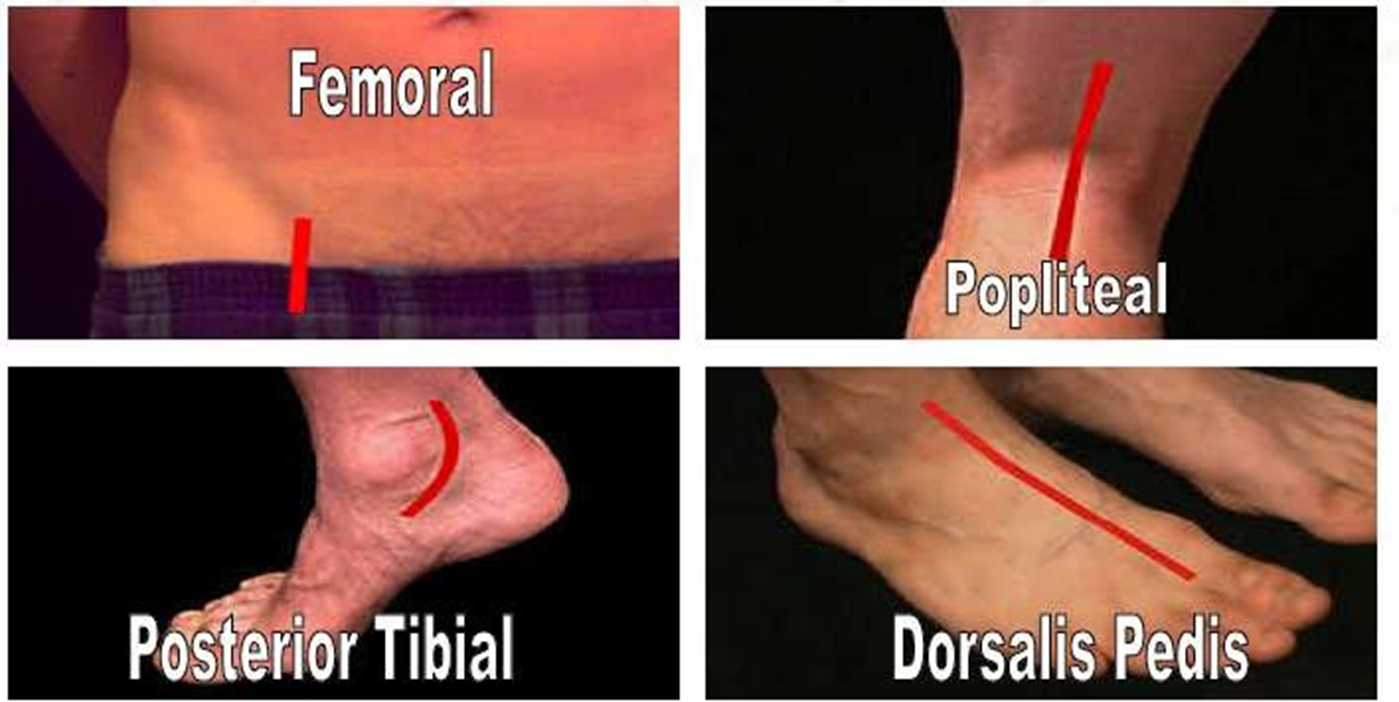 Femoral
Popliteal
Posterior Tibial
Dorsalis Pedis